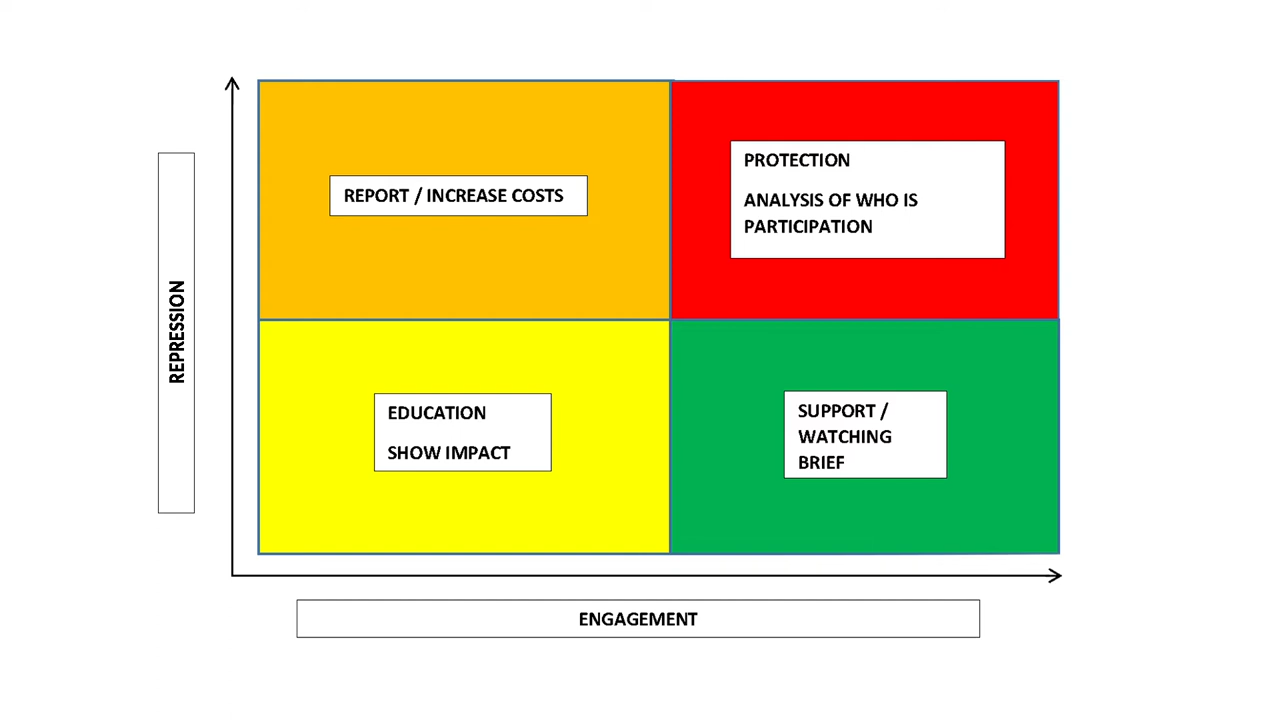 REPORT / INCREASE COSTS
PROTECTION
ANALYSIS OF WHO IS
PARTICIPATION
REPRESSION
EDUCATION
SHOW IMPACT
SUPPORT /
WATCHING
BRIEF
ENGAGEMENT